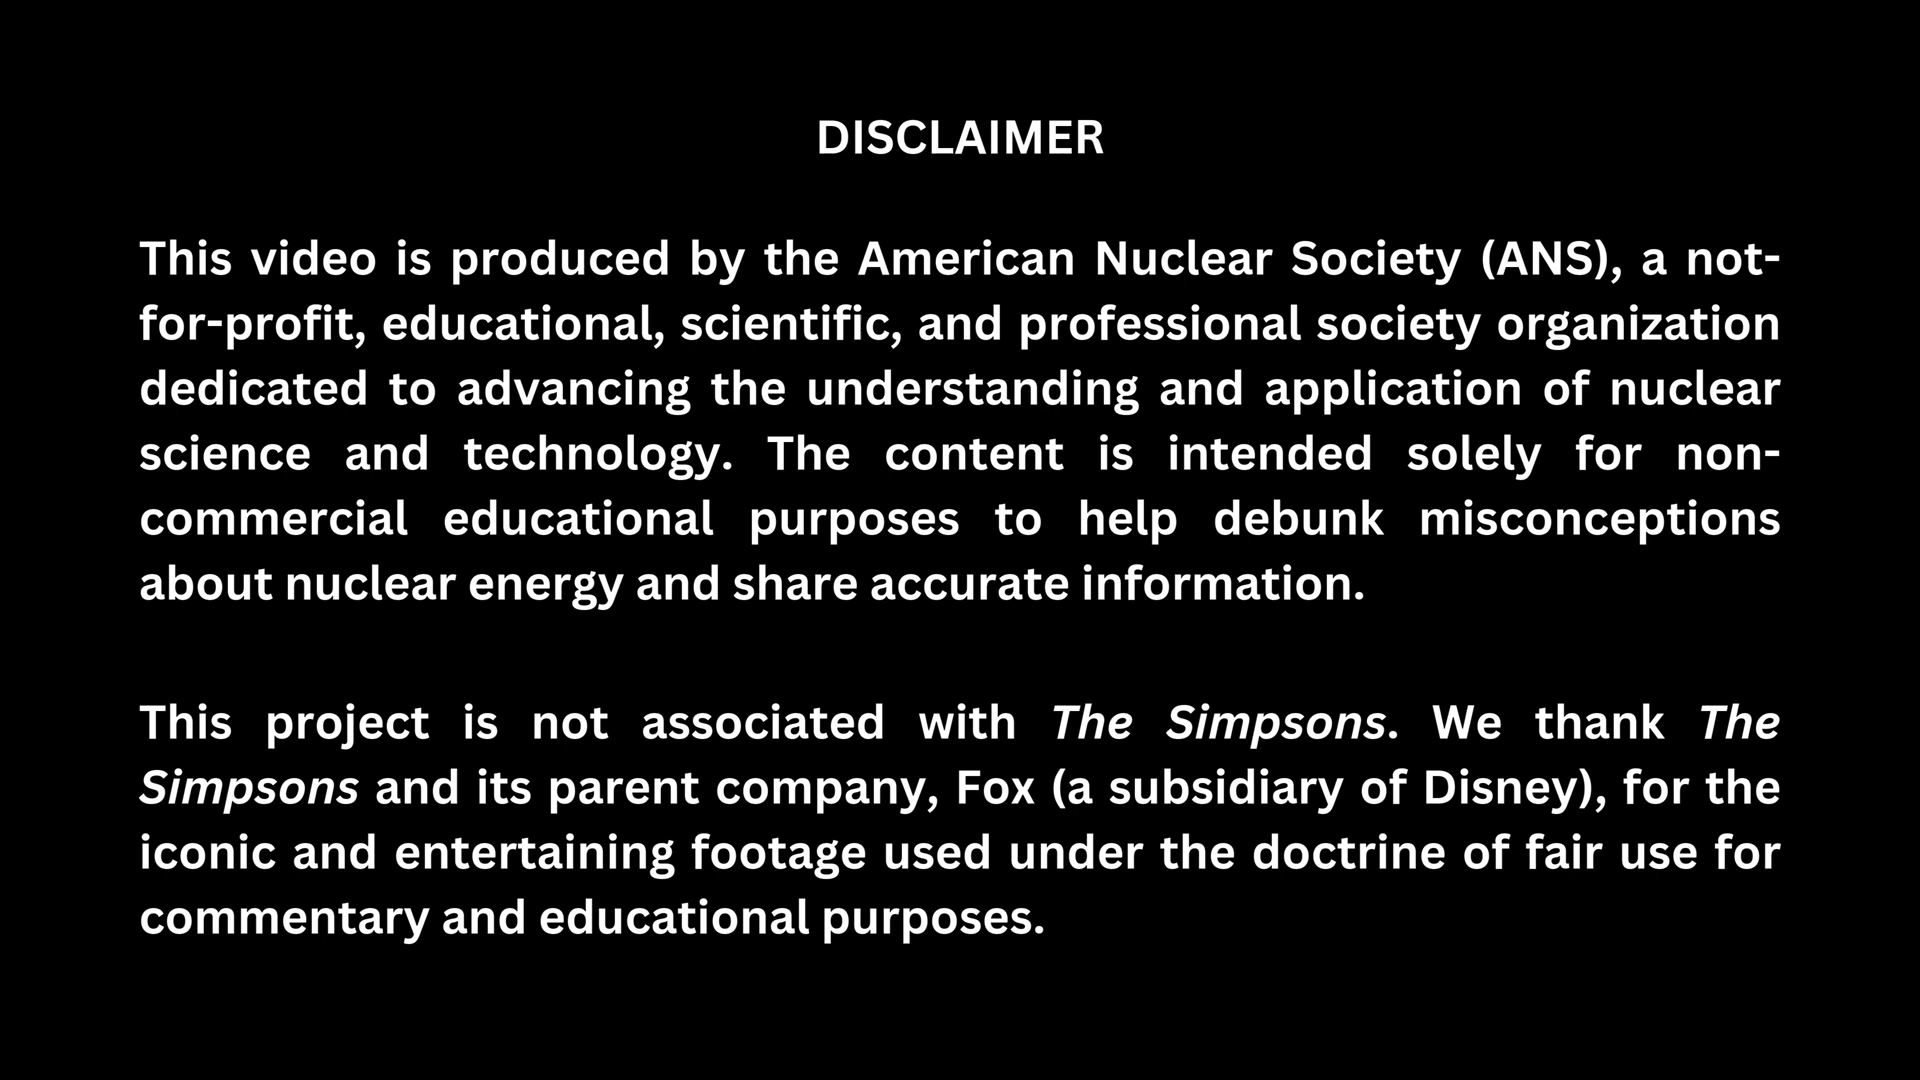 DISCLAIMER
This video is produced by the American Nuclear Society (ANS), a not-
for-profit, educational, scientific, and professional society organization
dedicated to advancing the understanding and application of nuclear
science and technology. The content is intended solely for non-
commercial educational purposes to help debunk misconceptions
about nuclear energy and share accurate information.
This project is not associated with The Simpsons. We thank The
Simpsons and its parent company, Fox (a subsidiary of Disney), for the
iconic and entertaining footage used under the doctrine of fair use for
commentary and educational purposes.